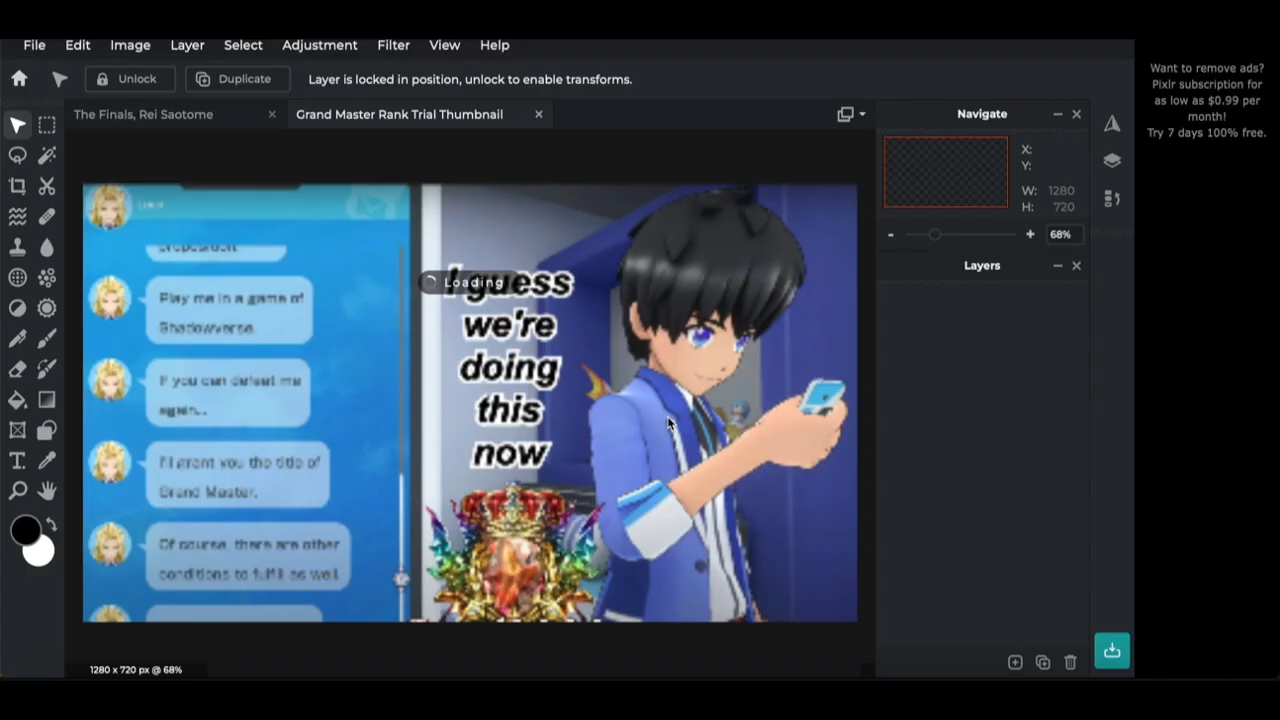 File Edit Image Layer Select Adjustment Filter View Help
Unlock Duplicate Layer is locked in position, unlock to enable transforms.
The Finals, Rei Saotome × Grand Master Rank Trial Thumbnail ×
Play me in a game of
Shadowverse.
If you can defeat me
again...
I'll grant you the title of
Grand Master.
Of course, there are other
conditions to fulfill as well
Loading
I guess
we're
doing
this
now
1280 x 720 px @ 68%
Navigate
X:
Y:
W: 1280
H: 720
- + 68%
Layers
Want to remove ads?
Pixlr subscription for
as low as $0.99 per
month!
Try 7 days 100% free.